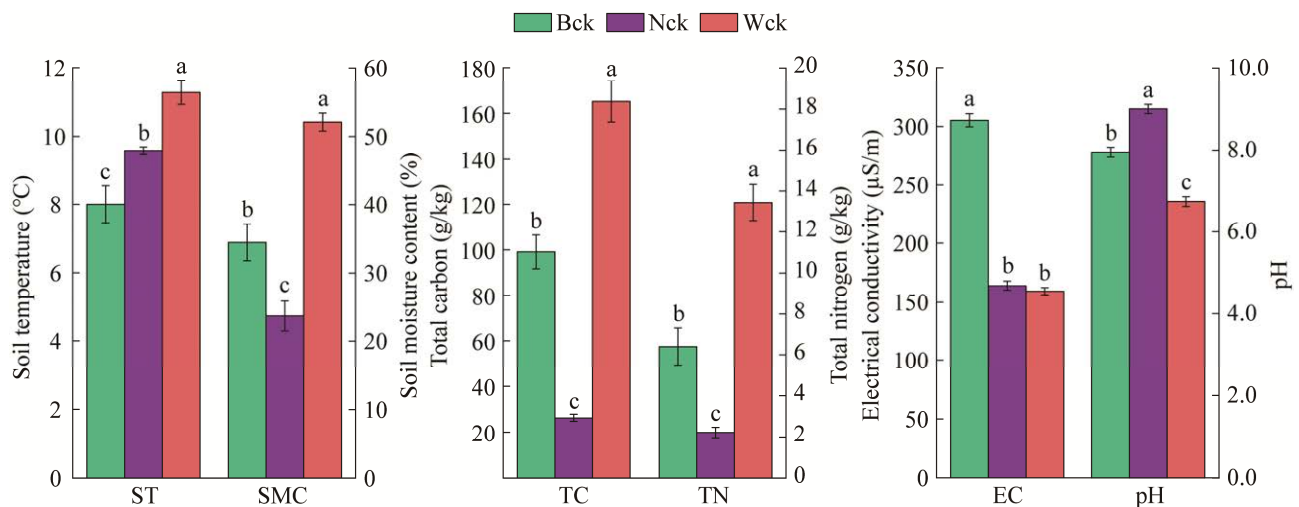 Bck Nck Wck
Soil temperature (℃)
12
10
8
6
4
2
0
c
b
a
b
c
a
ST SMC
60
50
40
30
20
10
0
Soil moisture content (%)
Total carbon (g/kg)
180
160
140
120
100
80
60
40
20
b
c
a
b
c
a
TC TN
20
18
16
14
12
10
8
6
4
2
0
Total nitrogen (g/kg)
Electrical conductivity (μS/m)
350
300
250
200
150
100
50
0
a
b
b
b
a
c
EC pH
10.0
8.0
6.0
4.0
2.0
0.0
pH